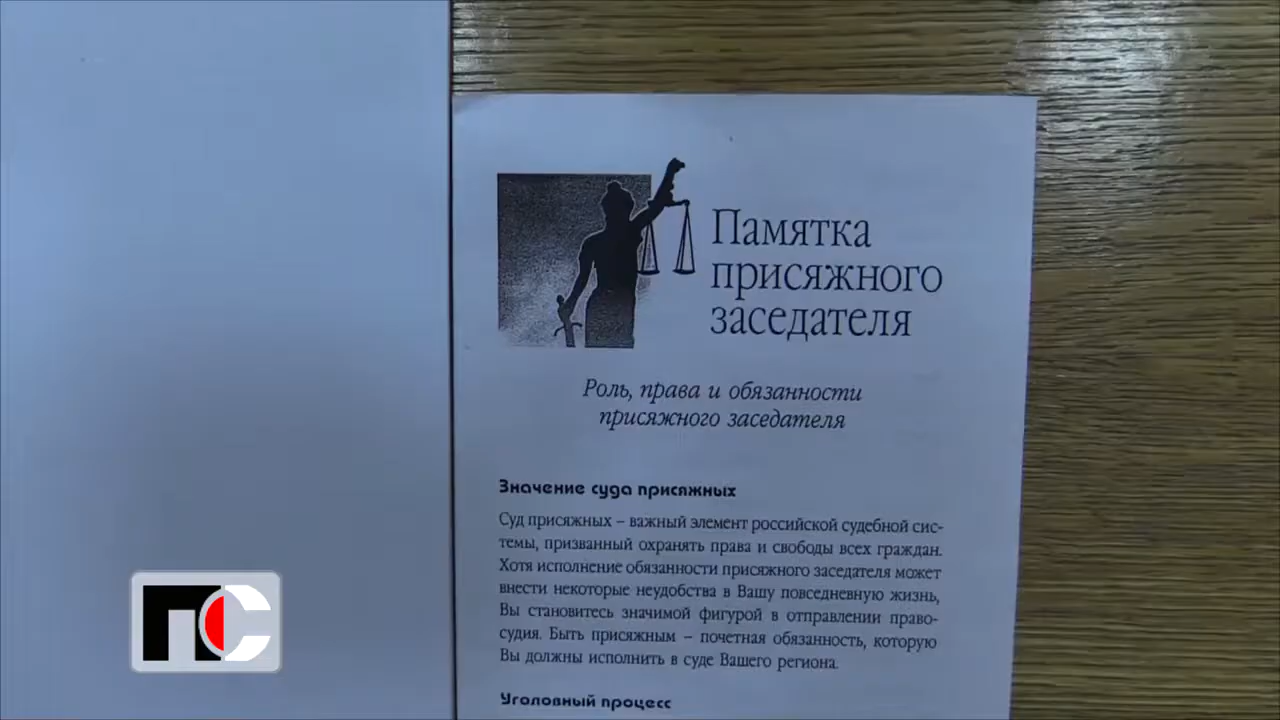 Памятка
присяжного
заседателя
Роль, права и обязанности
присяжного заседателя
Значение суда присяжных
Суд присяжных – важный элемент российской судебной сис-
темы, призванный охранять права и свободы всех граждан.
Хотя исполнение обязанности присяжного заседателя может
внести некоторые неудобства в Вашу повседневную жизнь,
Вы становитесь значимой фигурой в отправлении право-
судия. Быть присяжным – почетная обязанность, которую
Вы должны исполнить в суде Вашего региона.
Уголовный процесс
ПС